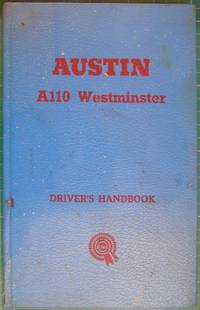 AUSTIN
A110 Westminster
DRIVER'S HANDBOOK